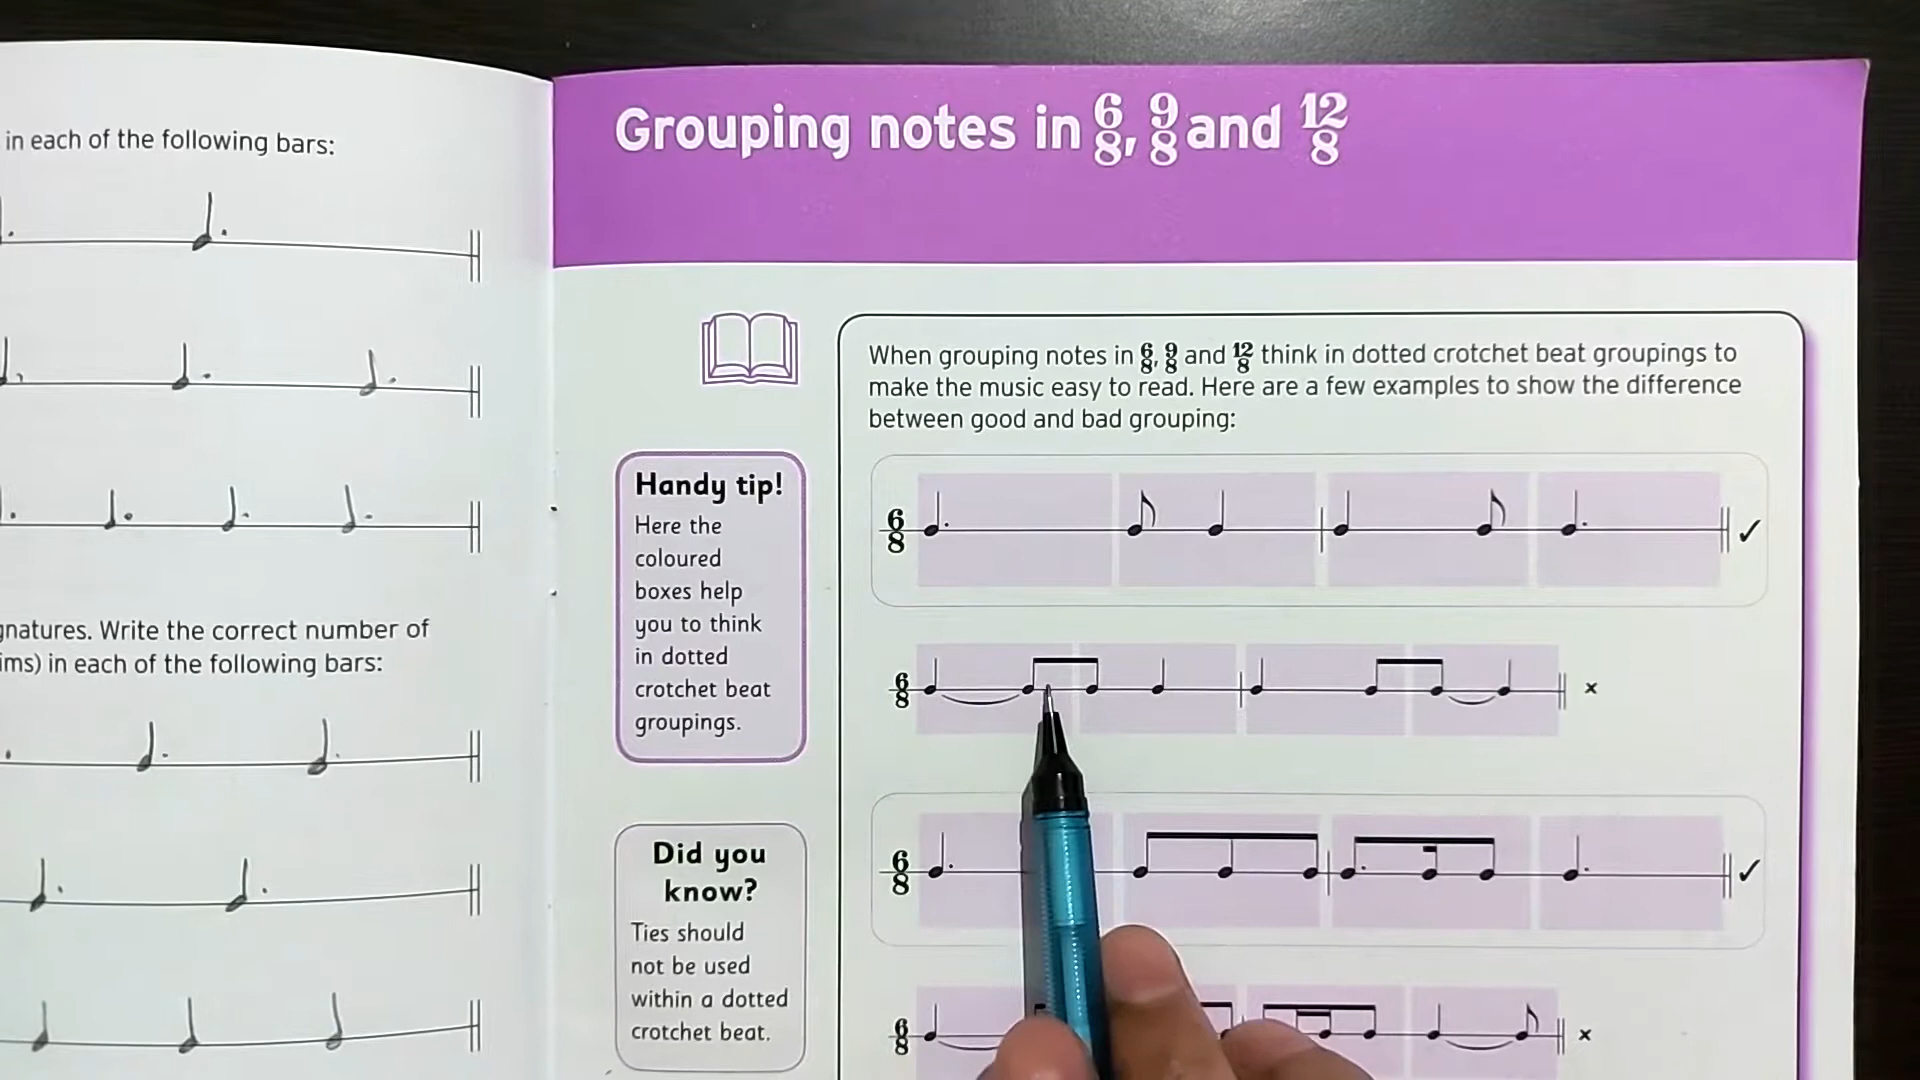 in each of the following bars:
signatures. Write the correct number of
in each of the following bars:
Grouping notes in 6/8, 9/8 and 12/8
When grouping notes in 6/8, 9/8 and 12/8 think in dotted crotchet beat groupings to
make the music easy to read. Here are a few examples to show the difference
between good and bad grouping:
Handy tip!
Here the
coloured
boxes help
you to think
in dotted
crotchet beat
groupings.
Did you
know?
Ties should
not be used
within a dotted
crotchet beat.
6/8 ✓
6/8 ×
6/8 ✓
6/8 ×